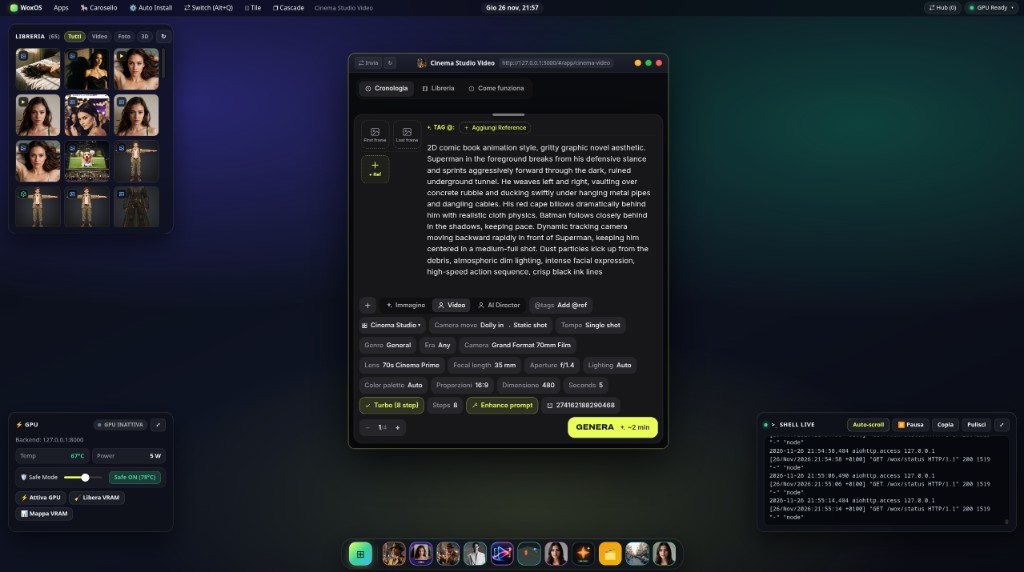 WoxOS Apps Carosello Auto Install Switch (Alt+Q) Tile Cascade Cinema Studio Video
Gio 26 nov, 21:57
Hub (0) GPU Ready
LIBRERIA (65) Tutti Video Foto 3D
Invia Cinema Studio Video http://127.0.0.1:3000/#/app/cinema-video
Cronologia Libreria Come funziona
First frame Last frame
TAG @: + Aggiungi Reference
+ Ref
2D comic book animation style, gritty graphic novel aesthetic.
Superman in the foreground breaks from his defensive stance
and sprints aggressively forward through the dark, ruined
underground tunnel. He weaves left and right, vaulting over
concrete rubble and ducking swiftly under hanging metal pipes
and dangling cables. His red cape billows dramatically behind
him with realistic cloth physics. Batman follows closely behind
in the shadows, keeping pace. Dynamic tracking camera
moving backward rapidly in front of Superman, keeping him
centered in a medium-full shot. Dust particles kick up from the
debris, atmospheric dim lighting, intense facial expression,
high-speed action sequence, crisp black ink lines
+ Immagine Video AI Director @tags Add @ref
Cinema Studio Camera move Dolly in Static shot Tempo Single shot
Genre General Era Any Camera Grand Format 70mm Film
Lens 70s Cinema Prime Focal length 35 mm Aperture f/1.4 Lighting Auto
Color palette Auto Proporzioni 16:9 Dimensione 480 Seconds 5
Turbo (8 step) Steps 8 Enhance prompt 274162188290468
- 1/4 +
GENERA ~2 min
GPU GPU INATTIVA
Backend: 127.0.0.1:8000
Temp 67°C Power 5 W
Safe Mode Safe ON (78°C)
Attiva GPU Libera VRAM
Mappa VRAM
>_ SHELL LIVE Auto-scroll Pausa Copia Pulisci
"-" "node"
2026-11-26 21:54:58,484 aiohttp.access 127.0.0.1
[26/Nov/2026:21:54:58 +0100] "GET /wox/status HTTP/1.1" 200 1519
"-" "node"
2026-11-26 21:55:06,490 aiohttp.access 127.0.0.1
[26/Nov/2026:21:55:06 +0100] "GET /wox/status HTTP/1.1" 200 1519
"-" "node"
2026-11-26 21:55:14,484 aiohttp.access 127.0.0.1
[26/Nov/2026:21:55:14 +0100] "GET /wox/status HTTP/1.1" 200 1519
"-" "node"